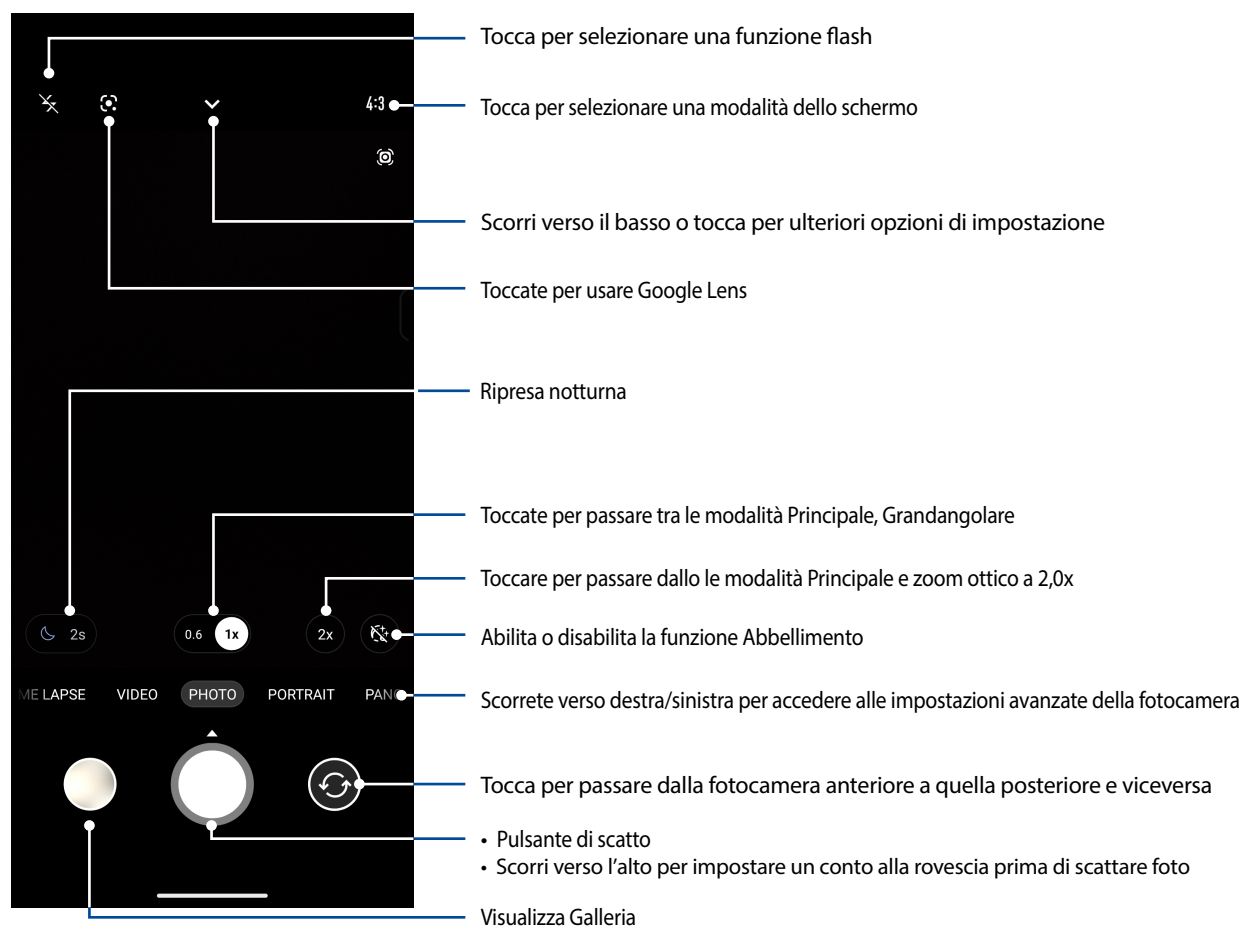 Tocca per selezionare una funzione flash
4:3
Tocca per selezionare una modalità dello schermo
Scorri verso il basso o tocca per ulteriori opzioni di impostazione
Toccate per usare Google Lens
Ripresa notturna
Toccate per passare tra le modalità Principale, Grandangolare
Toccare per passare dallo le modalità Principale e zoom ottico a 2,0x
2s
0.6 1x
2x
Abilita o disabilita la funzione Abbellimento
ME LAPSE VIDEO PHOTO PORTRAIT PAN
Scorrete verso destra/sinistra per accedere alle impostazioni avanzate della fotocamera
Tocca per passare dalla fotocamera anteriore a quella posteriore e viceversa
• Pulsante di scatto
• Scorri verso l'alto per impostare un conto alla rovescia prima di scattare foto
Visualizza Galleria